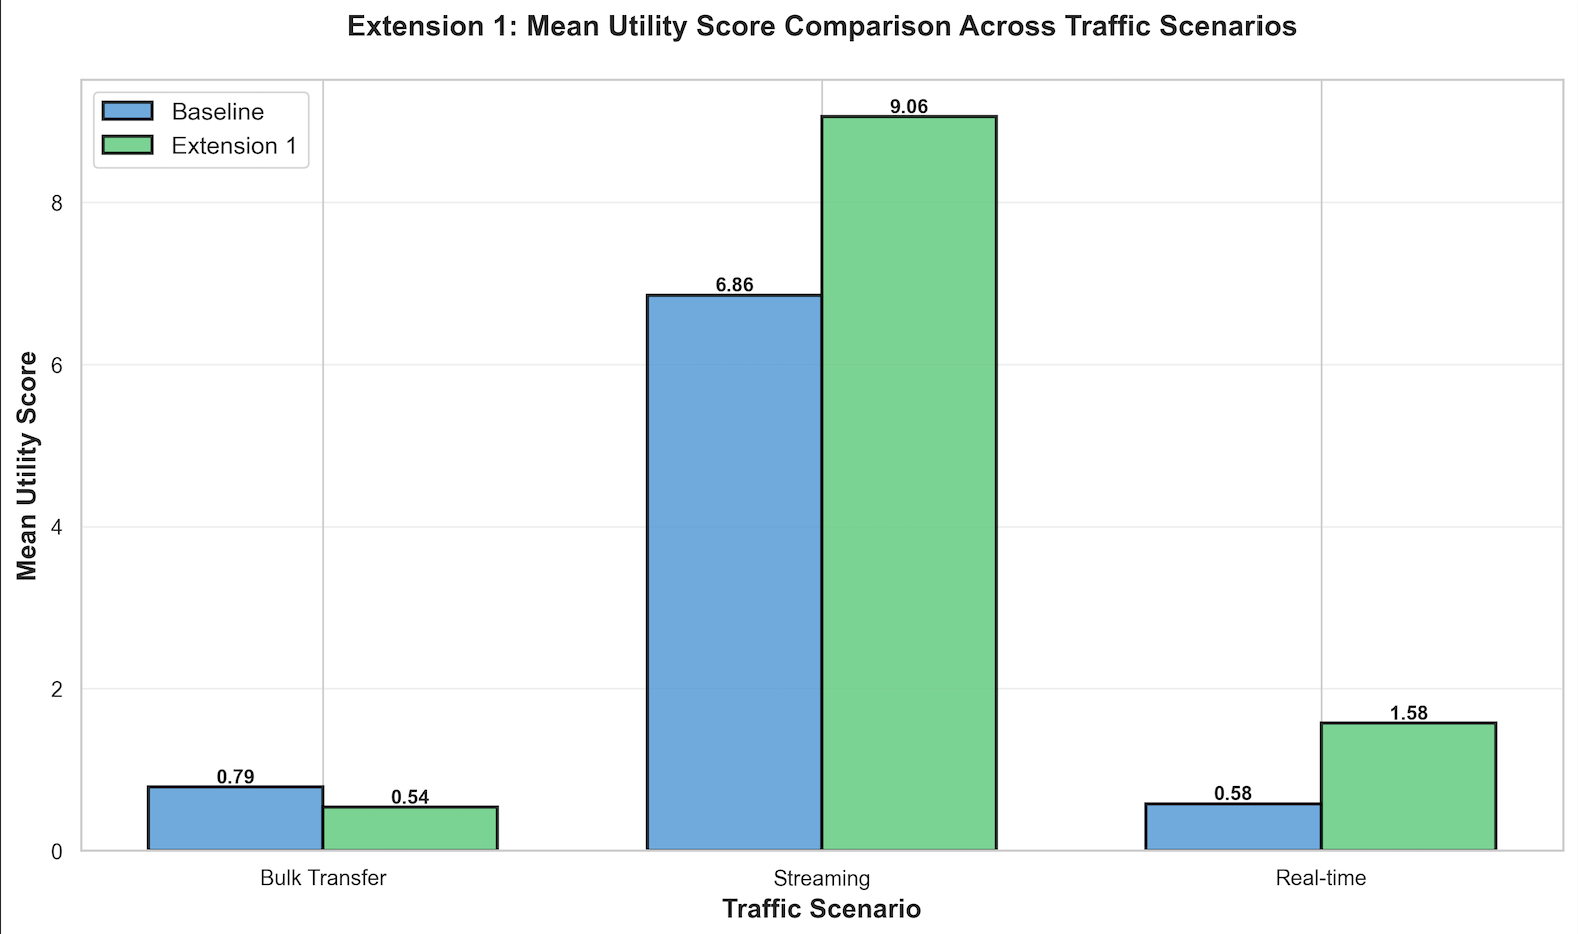 Extension 1: Mean Utility Score Comparison Across Traffic Scenarios
Baseline
Extension 1
Mean Utility Score
8
6
4
2
0
0.79
0.54
6.86
9.06
0.58
1.58
Bulk Transfer
Streaming
Real-time
Traffic Scenario